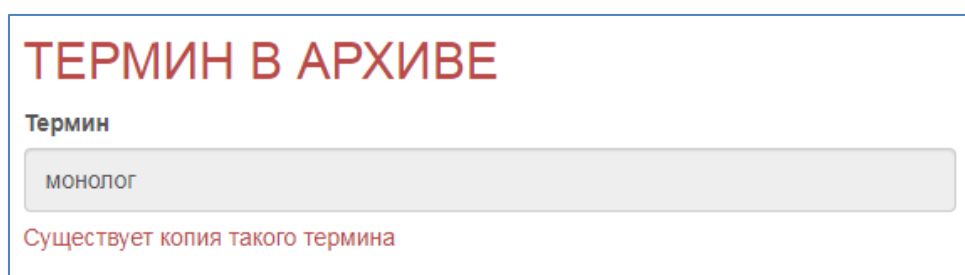 ТЕРМИН В АРХИВЕ
Термин
монолог
Существует копия такого термина